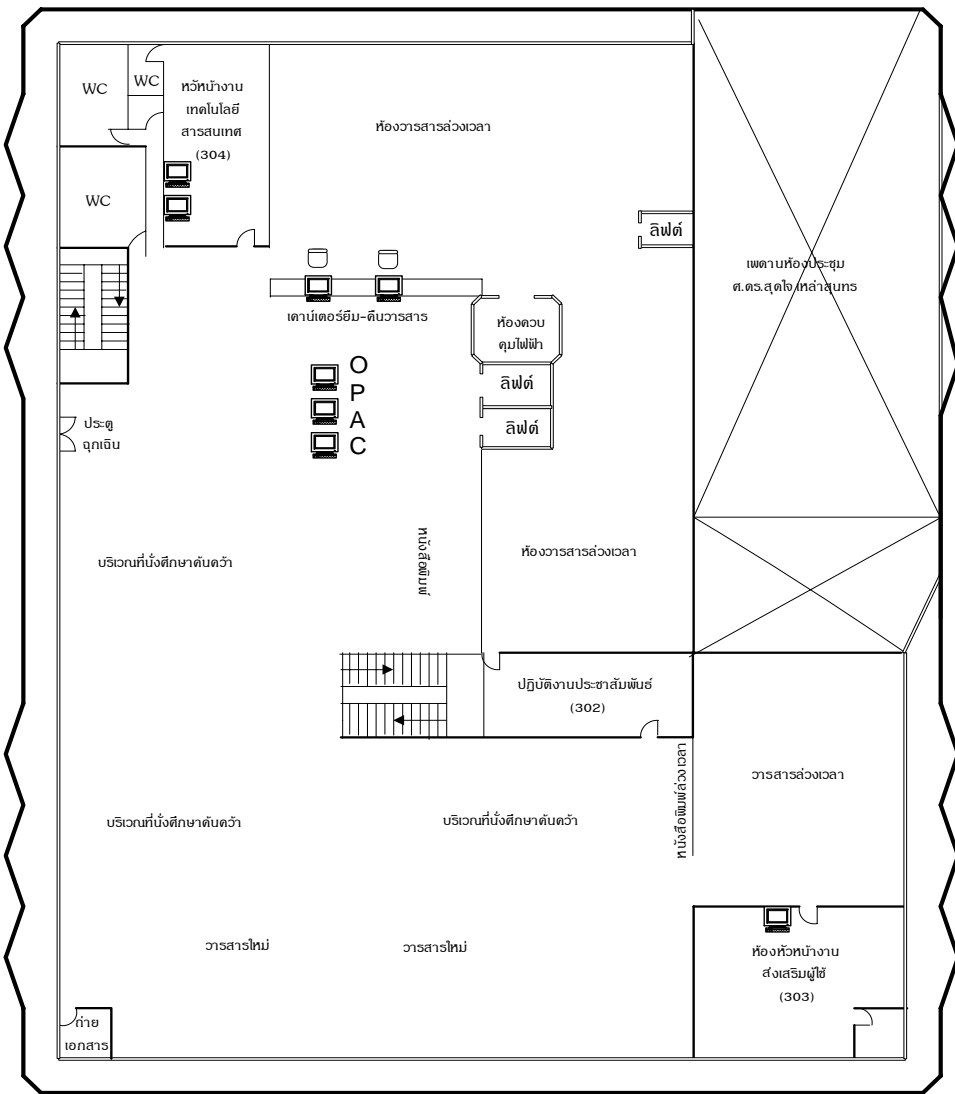 WC
WC
หวัหน้างาน
เทคโนโลยี
สารสนเทศ
(304)
ห้องวารสารล่วงเวลา
WC
ลิฟต์
เพดานห้องประชุม
ศ.ดร.สุดใจ เหล่าสุนทร
เคาน์เตอร์ยืม-คืนวารสาร
ห้องควบ
คุมไฟฟ้า
O
P
A
C
ลิฟต์
ลิฟต์
ประตู
ฉุกเฉิน
หนังสือพิมพ์
บริเวณที่นั่งศึกษาค้นคว้า
ห้องวารสารล่วงเวลา
ปฏิบัติงานประชาสัมพันธ์
(302)
หนังสือพิมพ์ล่วงเวลา
วารสารล่วงเวลา
บริเวณที่นั่งศึกษาค้นคว้า
บริเวณที่นั่งศึกษาค้นคว้า
วารสารใหม่
วารสารใหม่
ห้องหัวหน้างาน
ส่งเสริมผู้ใช้
(303)
ถ่าย
เอกสาร